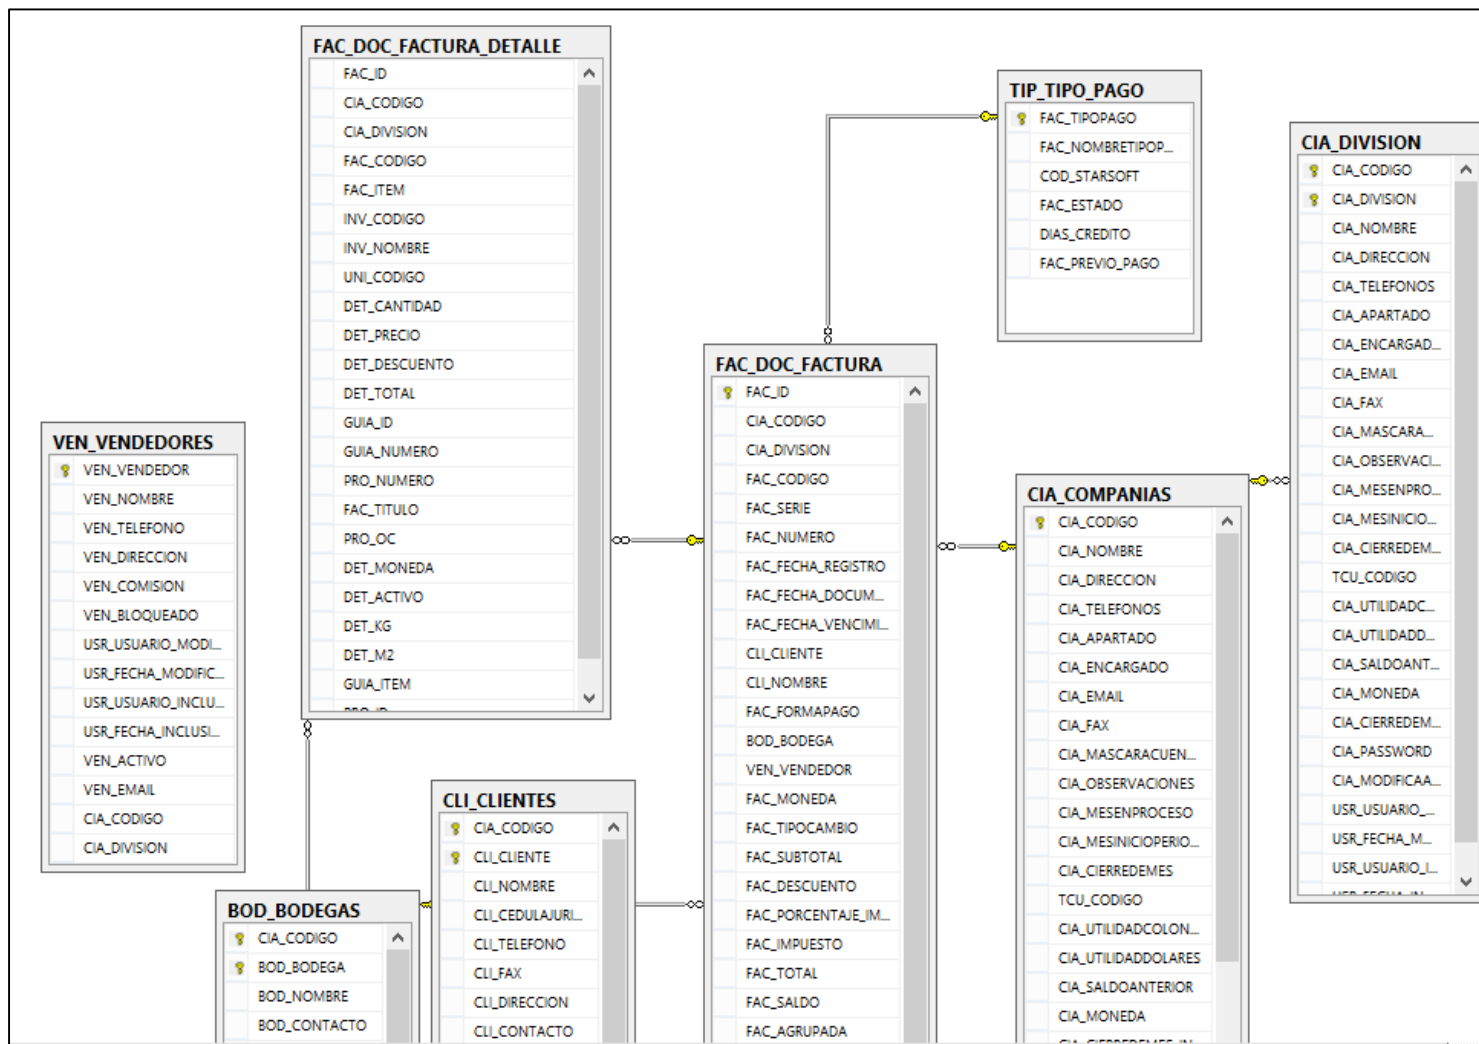 FAC_DOC_FACTURA_DETALLE
FAC_ID
CIA_CODIGO
CIA_DIVISION
FAC_CODIGO
FAC_ITEM
INV_CODIGO
INV_NOMBRE
UNI_CODIGO
DET_CANTIDAD
DET_PRECIO
DET_DESCUENTO
DET_TOTAL
GUIA_ID
GUIA_NUMERO
PRO_NUMERO
FAC_TITULO
PRO_OC
DET_MONEDA
DET_ACTIVO
DET_KG
DET_M2
GUIA_ITEM
PRO_ID
TIP_TIPO_PAGO
FAC_TIPOPAGO
FAC_NOMBRETIPOP...
COD_STARSOFT
FAC_ESTADO
DIAS_CREDITO
FAC_PREVIO_PAGO
CIA_DIVISION
CIA_CODIGO
CIA_DIVISION
CIA_NOMBRE
CIA_DIRECCION
CIA_TELEFONOS
CIA_APARTADO
CIA_ENCARGAD...
CIA_EMAIL
CIA_FAX
CIA_MASCARA...
CIA_OBSERVACI...
CIA_MESENPRO...
CIA_MESINICIO...
CIA_CIERREDEM...
TCU_CODIGO
CIA_UTILIDADC...
CIA_UTILIDADD...
CIA_SALDOANT...
CIA_MONEDA
CIA_CIERREDEM...
CIA_PASSWORD
CIA_MODIFICAA...
USR_USUARIO_...
USR_FECHA_M...
USR_USUARIO_I...
USR_FECHA_IN...
FAC_DOC_FACTURA
FAC_ID
CIA_CODIGO
CIA_DIVISION
FAC_CODIGO
FAC_SERIE
FAC_NUMERO
FAC_FECHA_REGISTRO
FAC_FECHA_DOCUM...
FAC_FECHA_VENCIMI...
CLI_CLIENTE
CLI_NOMBRE
FAC_FORMAPAGO
BOD_BODEGA
VEN_VENDEDOR
FAC_MONEDA
FAC_TIPOCAMBIO
FAC_SUBTOTAL
FAC_DESCUENTO
FAC_PORCENTAJE_IM...
FAC_IMPUESTO
FAC_TOTAL
FAC_SALDO
FAC_AGRUPADA
VEN_VENDEDORES
VEN_VENDEDOR
VEN_NOMBRE
VEN_TELEFONO
VEN_DIRECCION
VEN_COMISION
VEN_BLOQUEADO
USR_USUARIO_MODI...
USR_FECHA_MODIFIC...
USR_USUARIO_INCLU...
USR_FECHA_INCLUSI...
VEN_ACTIVO
VEN_EMAIL
CIA_CODIGO
CIA_DIVISION
CIA_COMPANIAS
CIA_CODIGO
CIA_NOMBRE
CIA_DIRECCION
CIA_TELEFONOS
CIA_APARTADO
CIA_ENCARGADO
CIA_EMAIL
CIA_FAX
CIA_MASCARACUEN...
CIA_OBSERVACIONES
CIA_MESENPROCESO
CIA_MESINICIOPERIO...
CIA_CIERREDEMES
TCU_CODIGO
CIA_UTILIDADCOLON...
CIA_UTILIDADDOLARES
CIA_SALDOANTERIOR
CIA_MONEDA
CIA_CIERREDEMES_IN...
CLI_CLIENTES
CIA_CODIGO
CLI_CLIENTE
CLI_NOMBRE
CLI_CEDULAJURI...
CLI_TELEFONO
CLI_FAX
CLI_DIRECCION
CLI_CONTACTO
BOD_BODEGAS
CIA_CODIGO
BOD_BODEGA
BOD_NOMBRE
BOD_CONTACTO